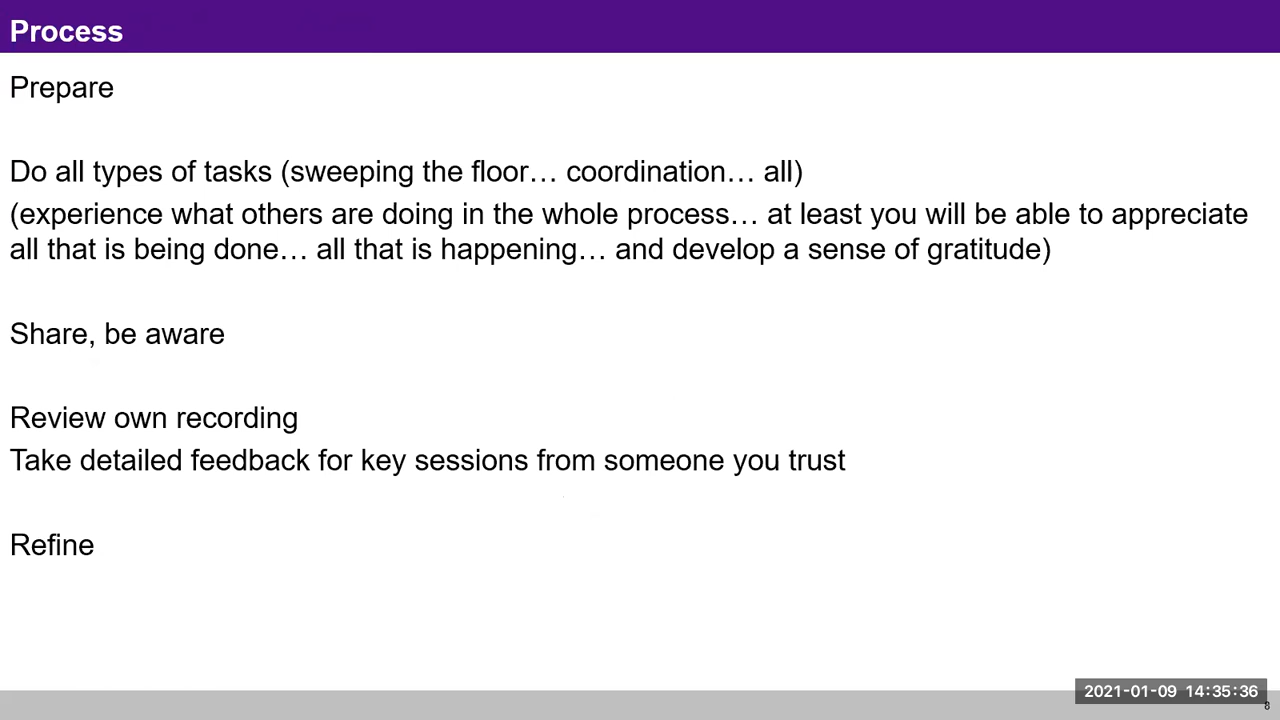 Process
Prepare
Do all types of tasks (sweeping the floor… coordination… all)
(experience what others are doing in the whole process… at least you will be able to appreciate
all that is being done… all that is happening… and develop a sense of gratitude)
Share, be aware
Review own recording
Take detailed feedback for key sessions from someone you trust
Refine
2021-01-09 14:35:36
8